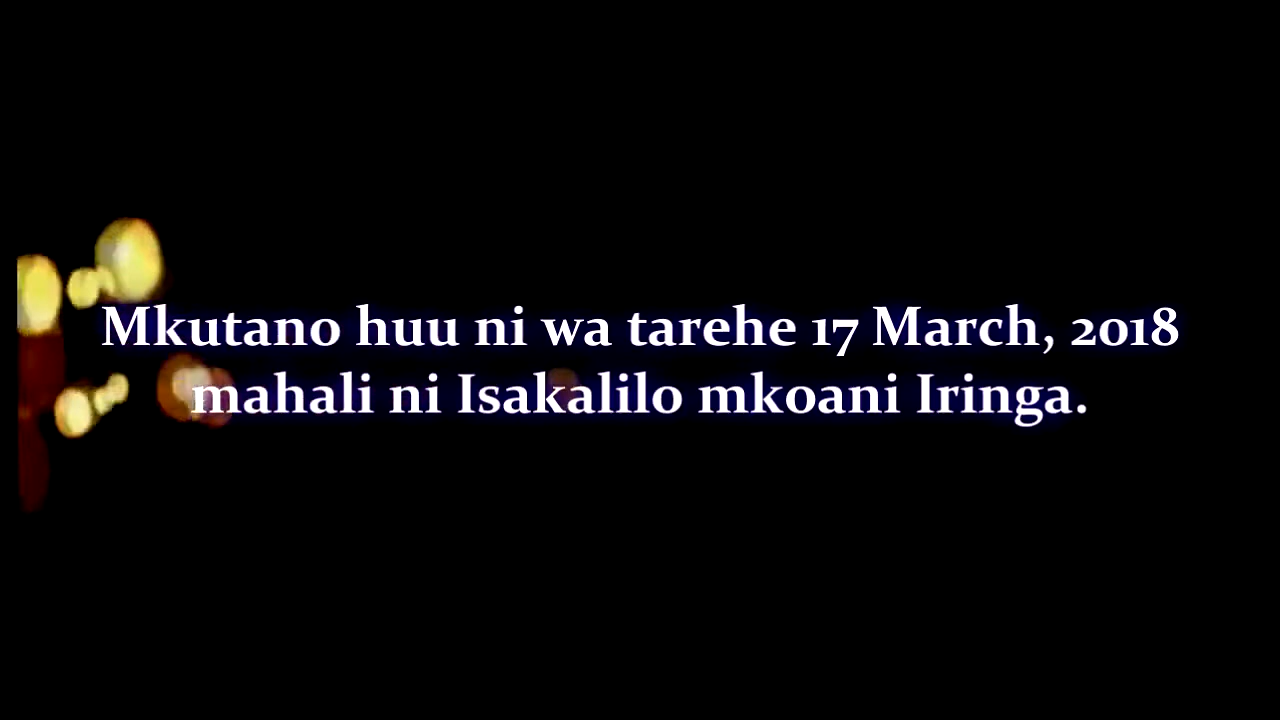 Mkutano huu ni wa tarehe 17 March, 2018
mahali ni Isakalilo mkoani Iringa.